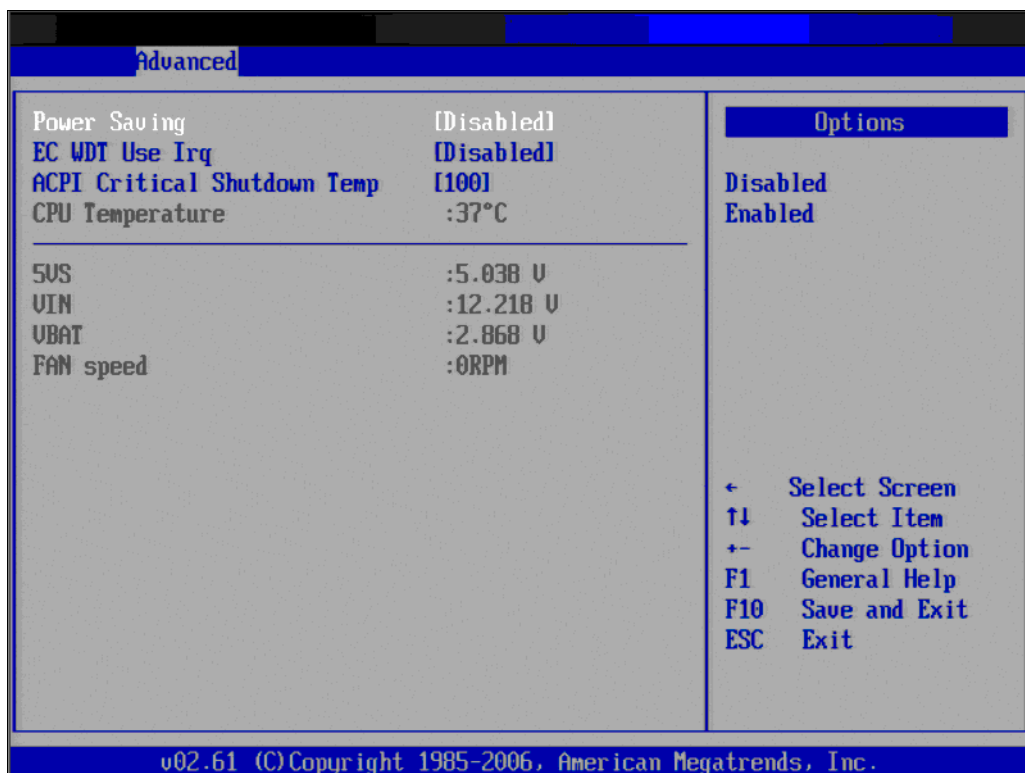 Advanced
Power Saving [Disabled]
EC WDT Use Irq [Disabled]
ACPI Critical Shutdown Temp [100]
CPU Temperature :37°C
5VS :5.038 V
VIN :12.218 V
VBAT :2.868 V
FAN speed :0RPM
Options
Disabled
Enabled
← Select Screen
↑↓ Select Item
+- Change Option
F1 General Help
F10 Save and Exit
ESC Exit
v02.61 (C)Copyright 1985-2006, American Megatrends, Inc.